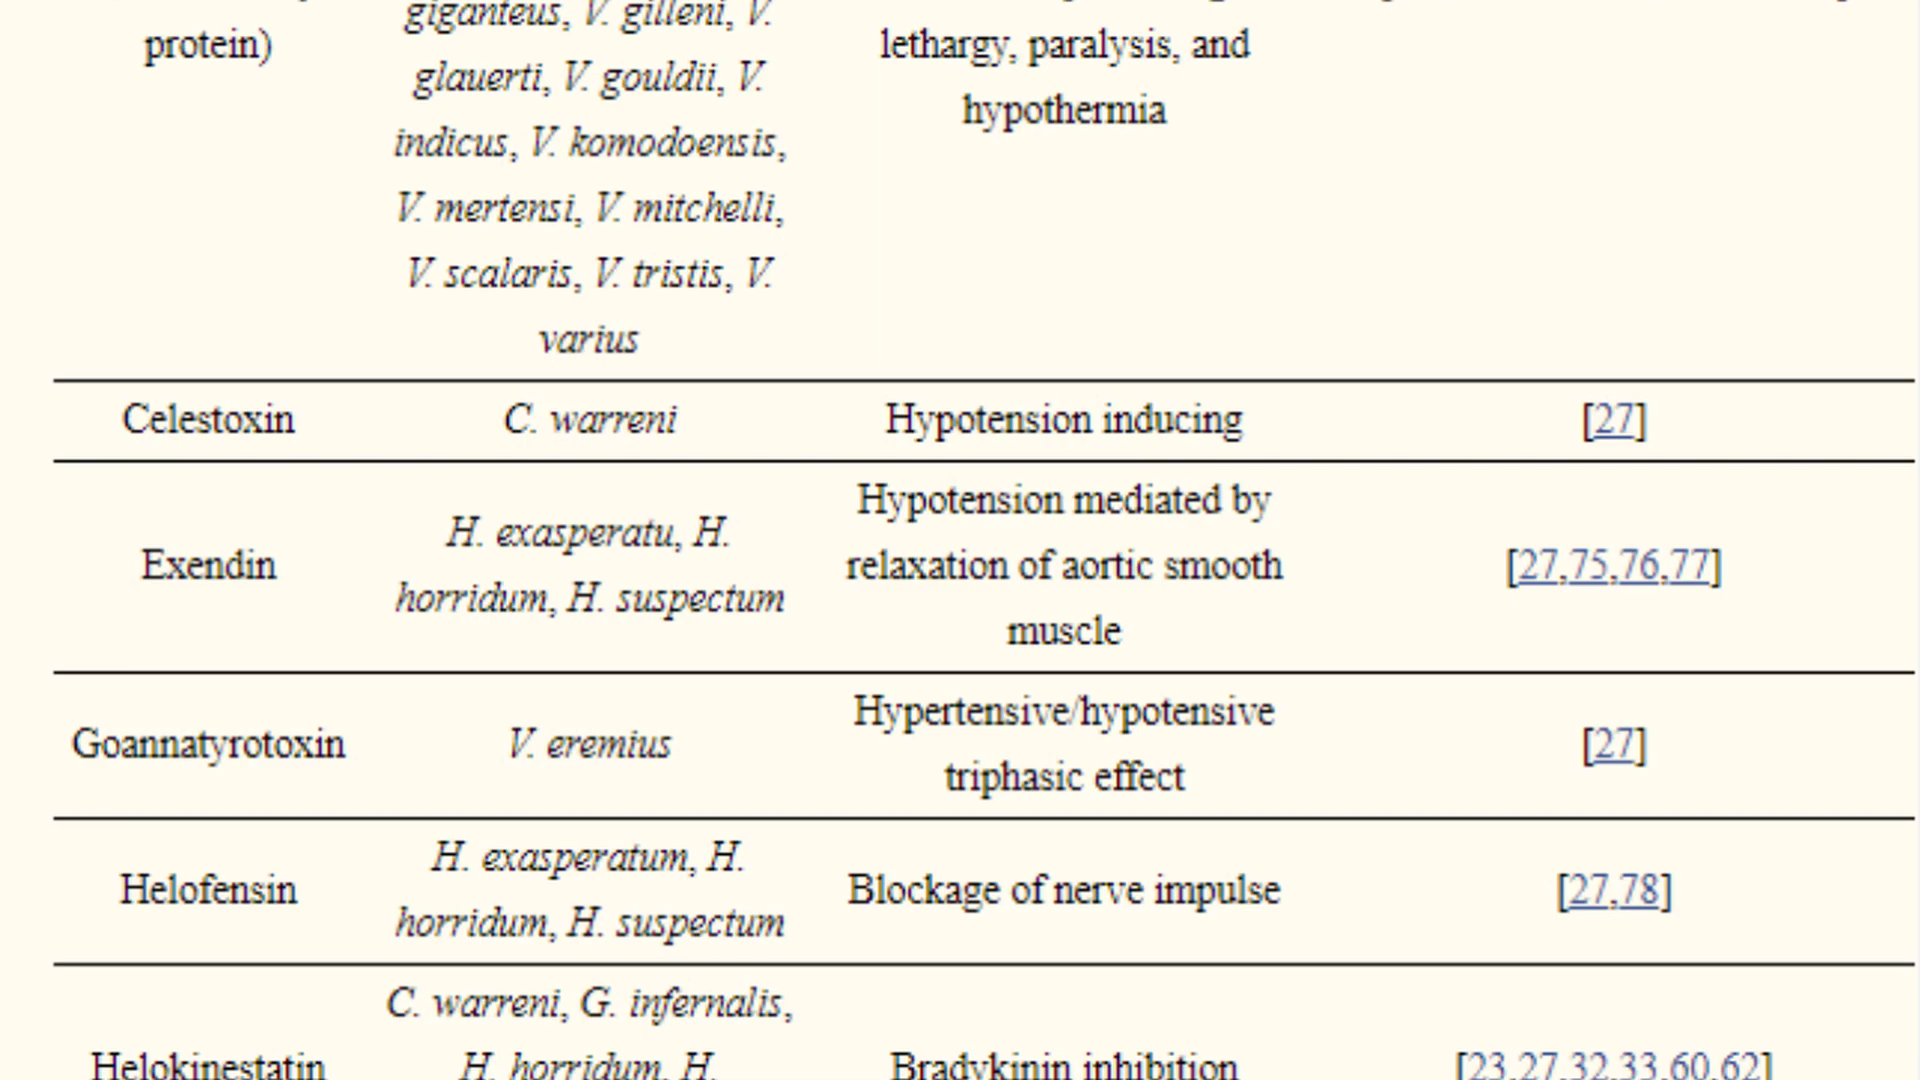 protein)
giganteus, V. gilleni, V.
glauerti, V. gouldii, V.
indicus, V. komodoensis,
V. mertensi, V. mitchelli,
V. scalaris, V. tristis, V.
varius
lethargy, paralysis, and
hypothermia
Celestoxin
C. warreni
Hypotension inducing
[27]
Exendin
H. exasperatu, H.
horridum, H. suspectum
Hypotension mediated by
relaxation of aortic smooth
muscle
[27,75,76,77]
Goannatyrotoxin
V. eremius
Hypertensive/hypotensive
triphasic effect
[27]
Helofensin
H. exasperatum, H.
horridum, H. suspectum
Blockage of nerve impulse
[27,78]
Helokinestatin
C. warreni, G. infernalis,
H. horridum, H.
Bradykinin inhibition
[23,27,32,33,60,62]